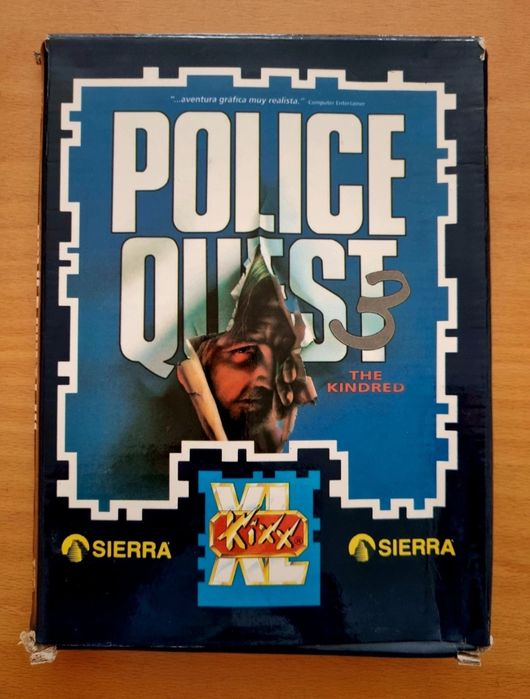 "...aventura gráfica muy realista." Computer Entertainer
POLICE
QUEST
3
THE
KINDRED
XL
Kixx®
SIERRA
SIERRA